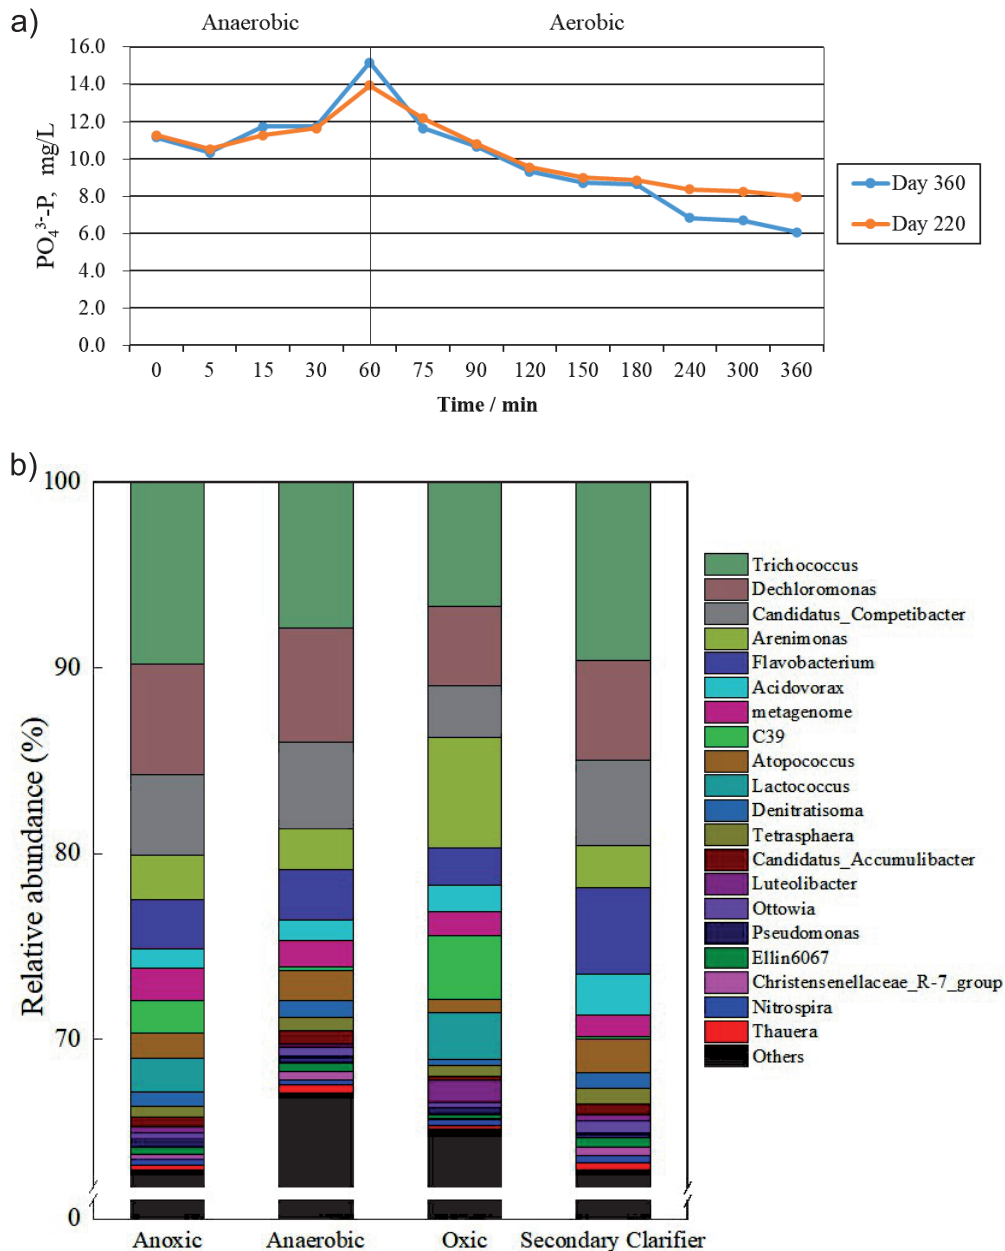 a)
Anaerobic Aerobic
16.0
14.0
12.0
10.0
8.0
6.0
4.0
2.0
0.0
PO₄³⁻-P, mg/L
0 5 15 30 60 75 90 120 150 180 240 300 360
Time / min
Day 360
Day 220
b)
100
90
80
70
0
Relative abundance (%)
Anoxic Anaerobic Oxic Secondary Clarifier
Trichococcus
Dechloromonas
Candidatus_Competibacter
Arenimonas
Flavobacterium
Acidovorax
metagenome
C39
Atopococcus
Lactococcus
Denitratisoma
Tetrasphaera
Candidatus_Accumulibacter
Luteolibacter
Ottowia
Pseudomonas
Ellin6067
Christensenellaceae_R-7_group
Nitrospira
Thauera
Others